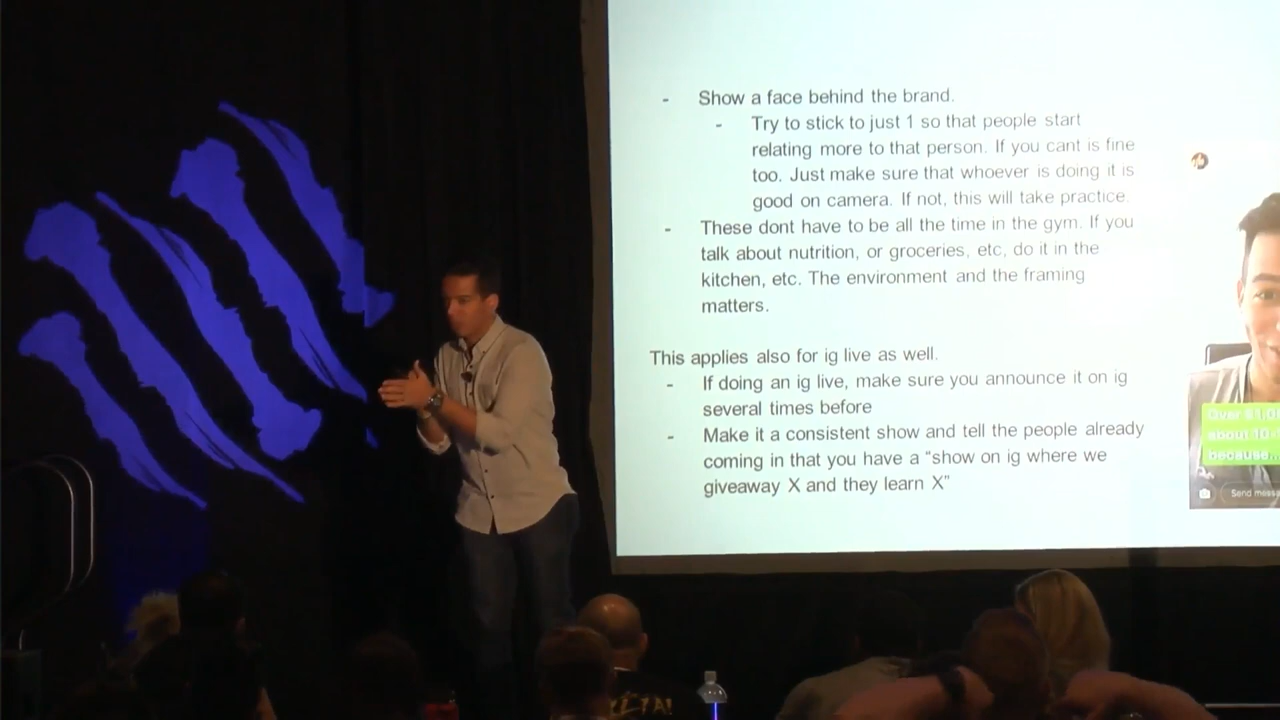 - Show a face behind the brand.
- Try to stick to just 1 so that people start
relating more to that person. If you cant is fine
too. Just make sure that whoever is doing it is
good on camera. If not, this will take practice.
- These dont have to be all the time in the gym. If you
talk about nutrition, or groceries, etc, do it in the
kitchen, etc. The environment and the framing
matters.
This applies also for ig live as well.
- If doing an ig live, make sure you announce it on ig
several times before
- Make it a consistent show and tell the people already
coming in that you have a “show on ig where we
giveaway X and they learn X”
Over
about
because...
Send